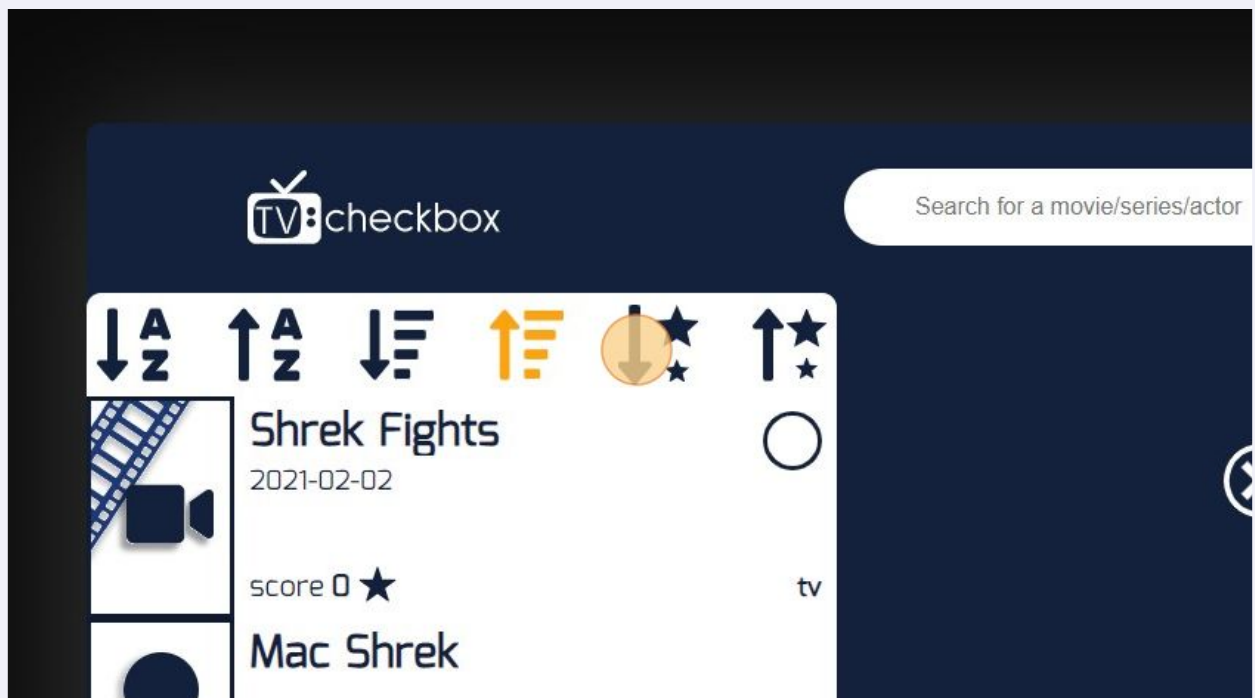 TV: checkbox
Search for a movie/series/actor
A
Z
A
Z
Shrek Fights
2021-02-02
score 0
tv
Mac Shrek